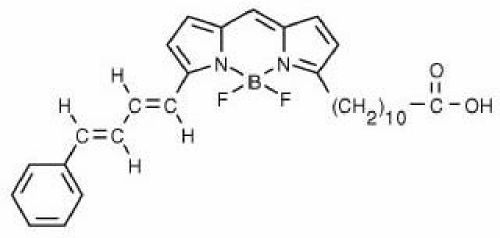 N B N
F F
H
H
C=C
H
C=C
H
(CH2)10 –C–OH
O